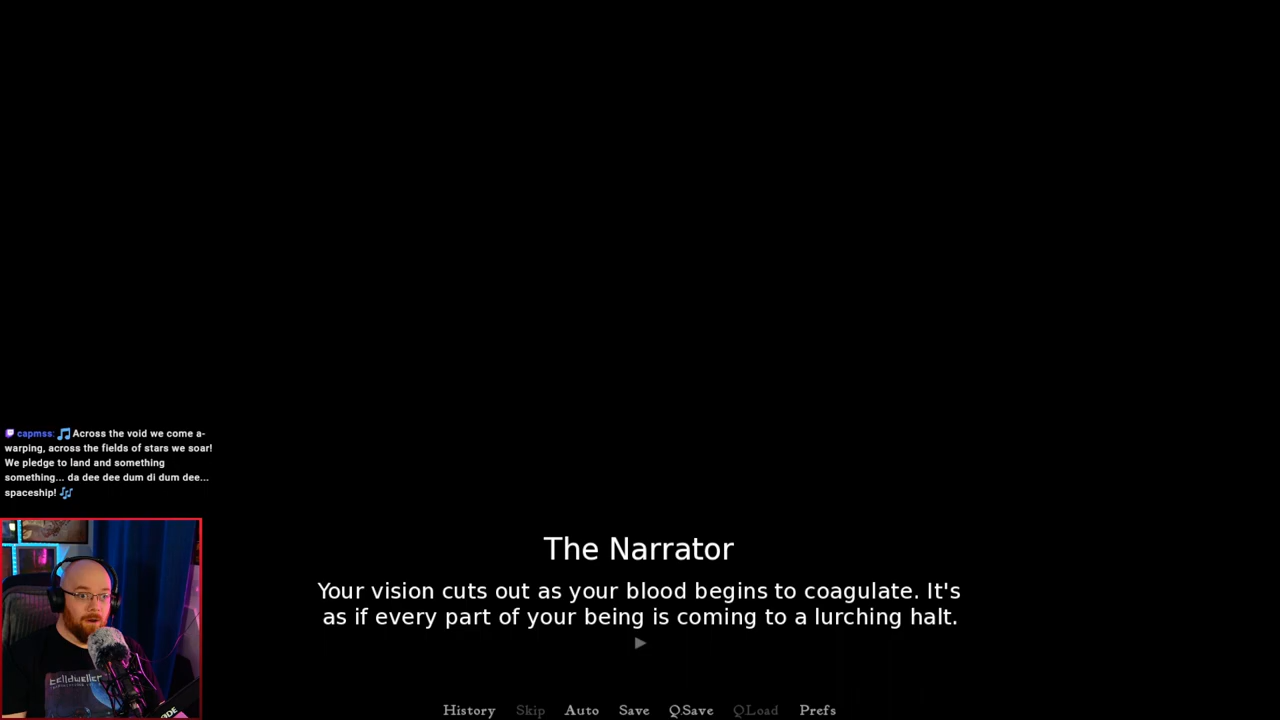 capmss: 🎵 Across the void we come a-
warping, across the fields of stars we soar!
We pledge to land and something
something... da dee dee dum di dum dee...
spaceship! 🎶
The Narrator
Your vision cuts out as your blood begins to coagulate. It's
as if every part of your being is coming to a lurching halt.
celldweller
History Skip Auto Save Q.Save Q.Load Prefs